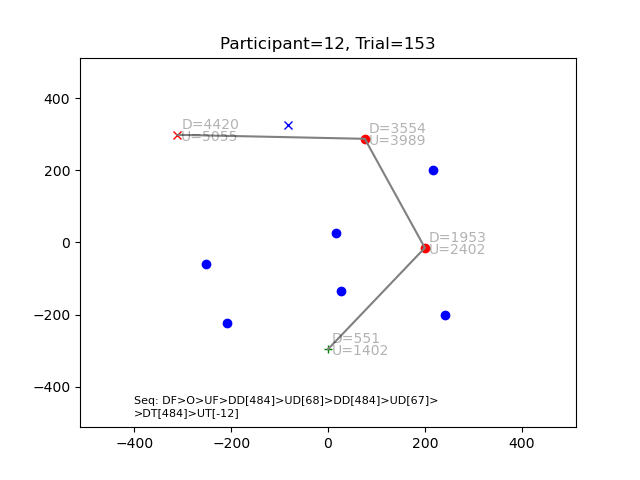 Participant=12, Trial=153
D=4420
U=5055
D=3554
U=3989
D=1953
U=2402
D=551
U=1402
Seq: DF>O>UF>DD[484]>UD[68]>DD[484]>UD[67]>
>DT[484]>UT[-12]
400
200
0
−200
−400
−400
−200
0
200
400